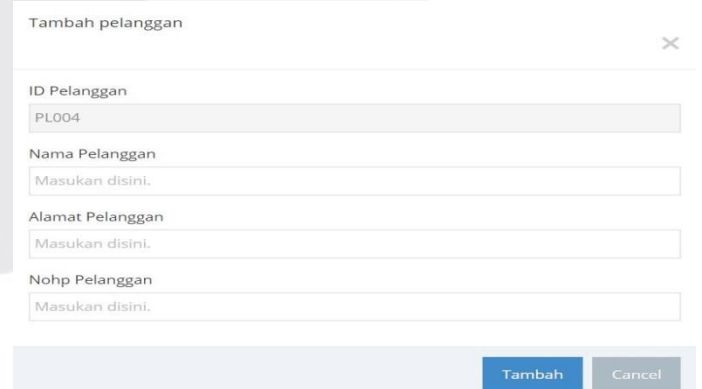 Tambah pelanggan
×
ID Pelanggan
PL004
Nama Pelanggan
Masukan disini.
Alamat Pelanggan
Masukan disini.
Nohp Pelanggan
Masukan disini.
Tambah Cancel